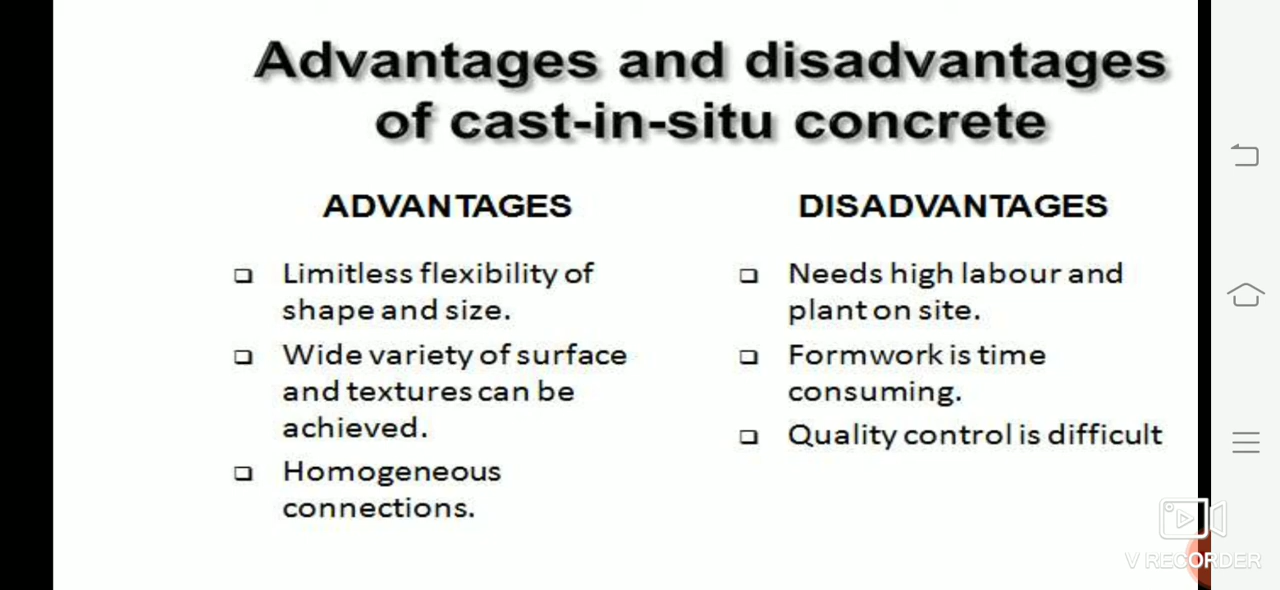 Advantages and disadvantages
of cast-in-situ concrete
ADVANTAGES
Limitless flexibility of
shape and size.
Wide variety of surface
and textures can be
achieved.
Homogeneous
connections.
DISADVANTAGES
Needs high labour and
plant on site.
Formwork is time
consuming.
Quality control is difficult
V RECORDER